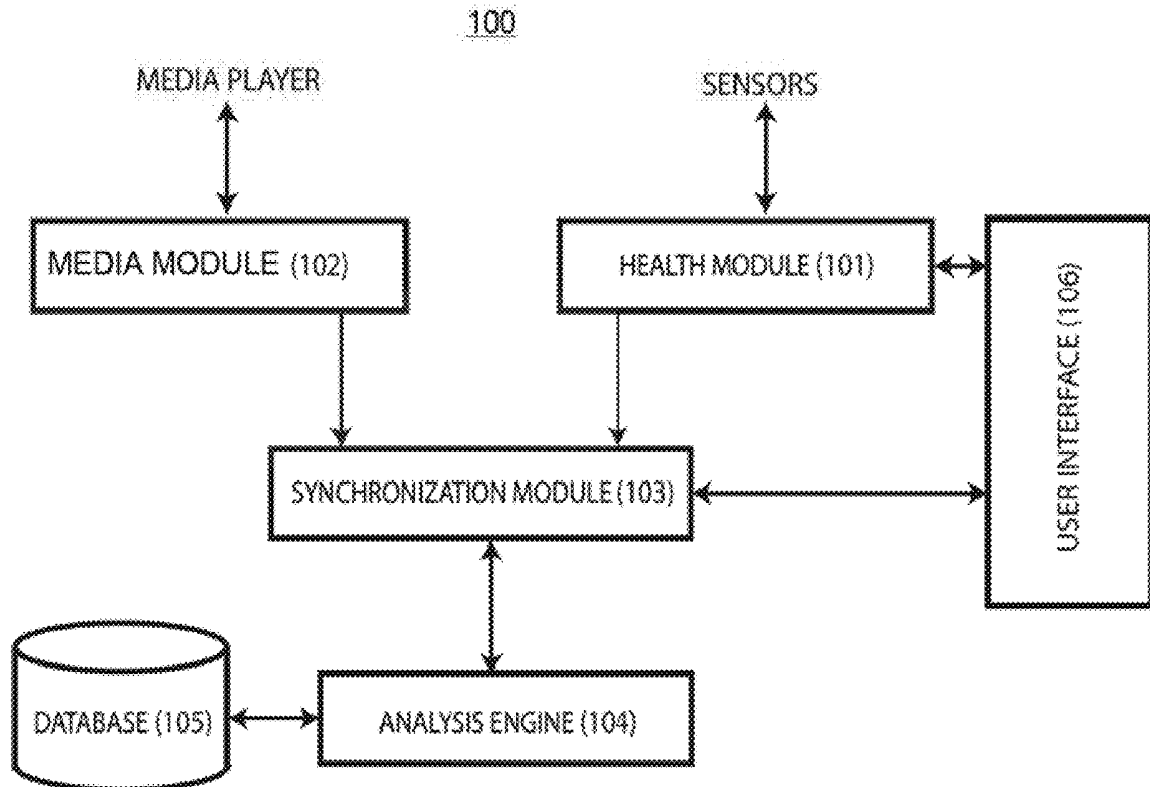 100
MEDIA PLAYER
SENSORS
MEDIA MODULE (102)
HEALTH MODULE (101)
USER INTERFACE (106)
SYNCHRONIZATION MODULE (103)
DATABASE (105)
ANALYSIS ENGINE (104)